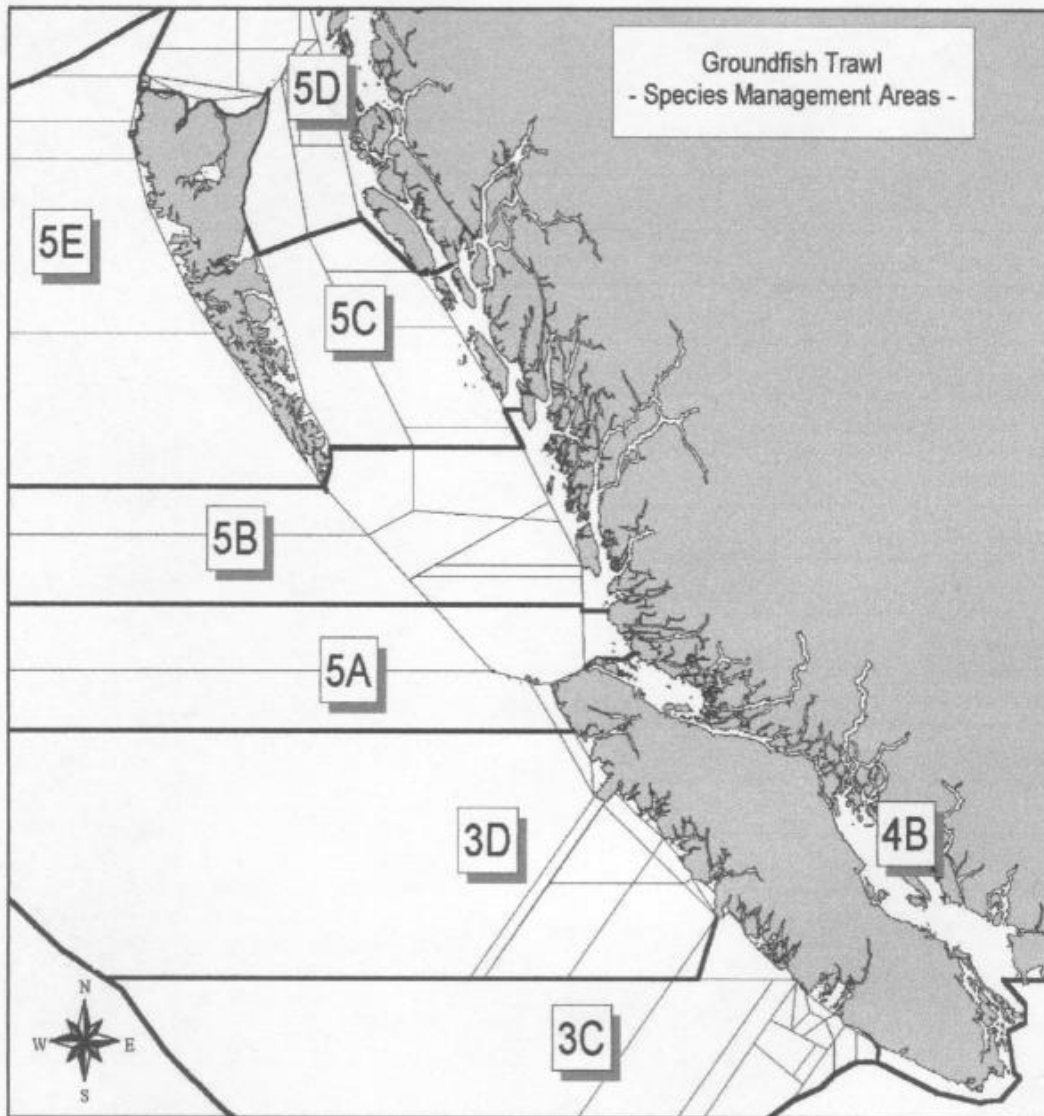 Groundfish Trawl
- Species Management Areas -
5D
5E
5C
5B
5A
3D
4B
3C
N
W E
S